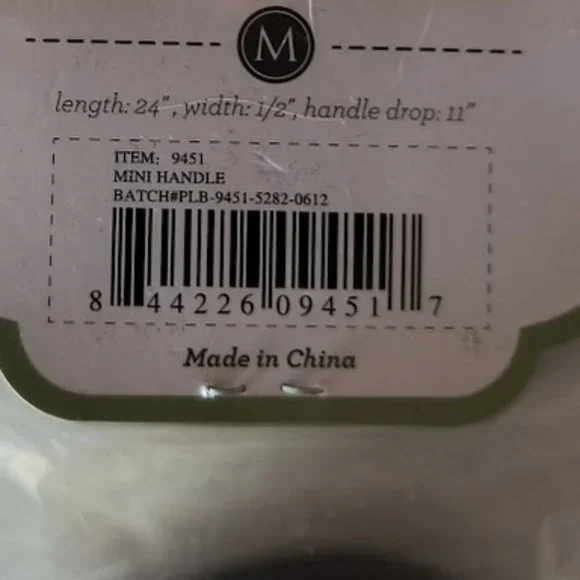 M
length: 24", width: 1/2", handle drop: 11"
ITEM: 9451
MINI HANDLE
BATCH#PLB-9451-5282-0612
8 44226 09451 7
Made in China